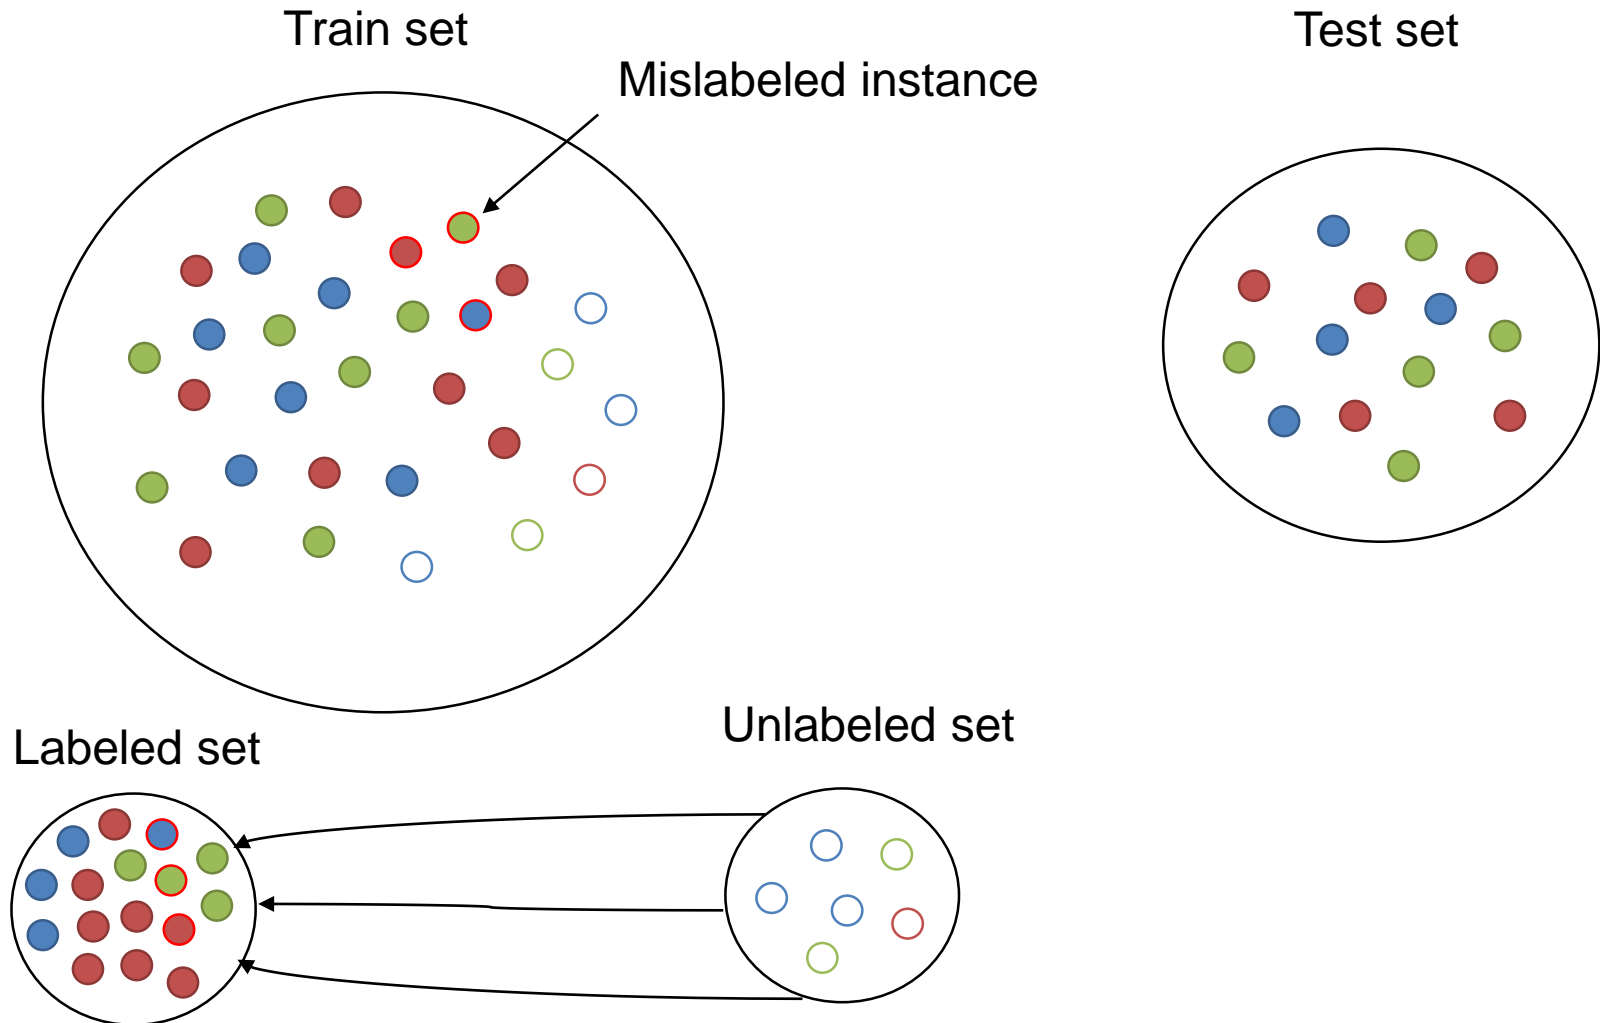 Train set
Test set
Mislabeled instance
Unlabeled set
Labeled set